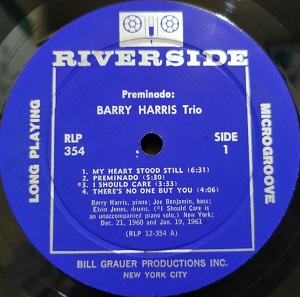 RIVERSIDE
Preminado:
BARRY HARRIS Trio
RLP
354
SIDE
1
LONG PLAYING
MICROGROOVE
1. MY HEART STOOD STILL (6:31)
2. PREMINADO (5:30)
*3. I SHOULD CARE (3:33)
4. THERE'S NO ONE BUT YOU (4:06)
Barry Harris, piano; Joe Benjamin, bass;
Elvin Jones, drums. (*I Should Care is an
unaccompanied piano solo.) New York;
Dec. 21, 1960 and Jan. 19, 1961
(RLP 12-354 A)
BILL GRAUER PRODUCTIONS INC.
NEW YORK CITY